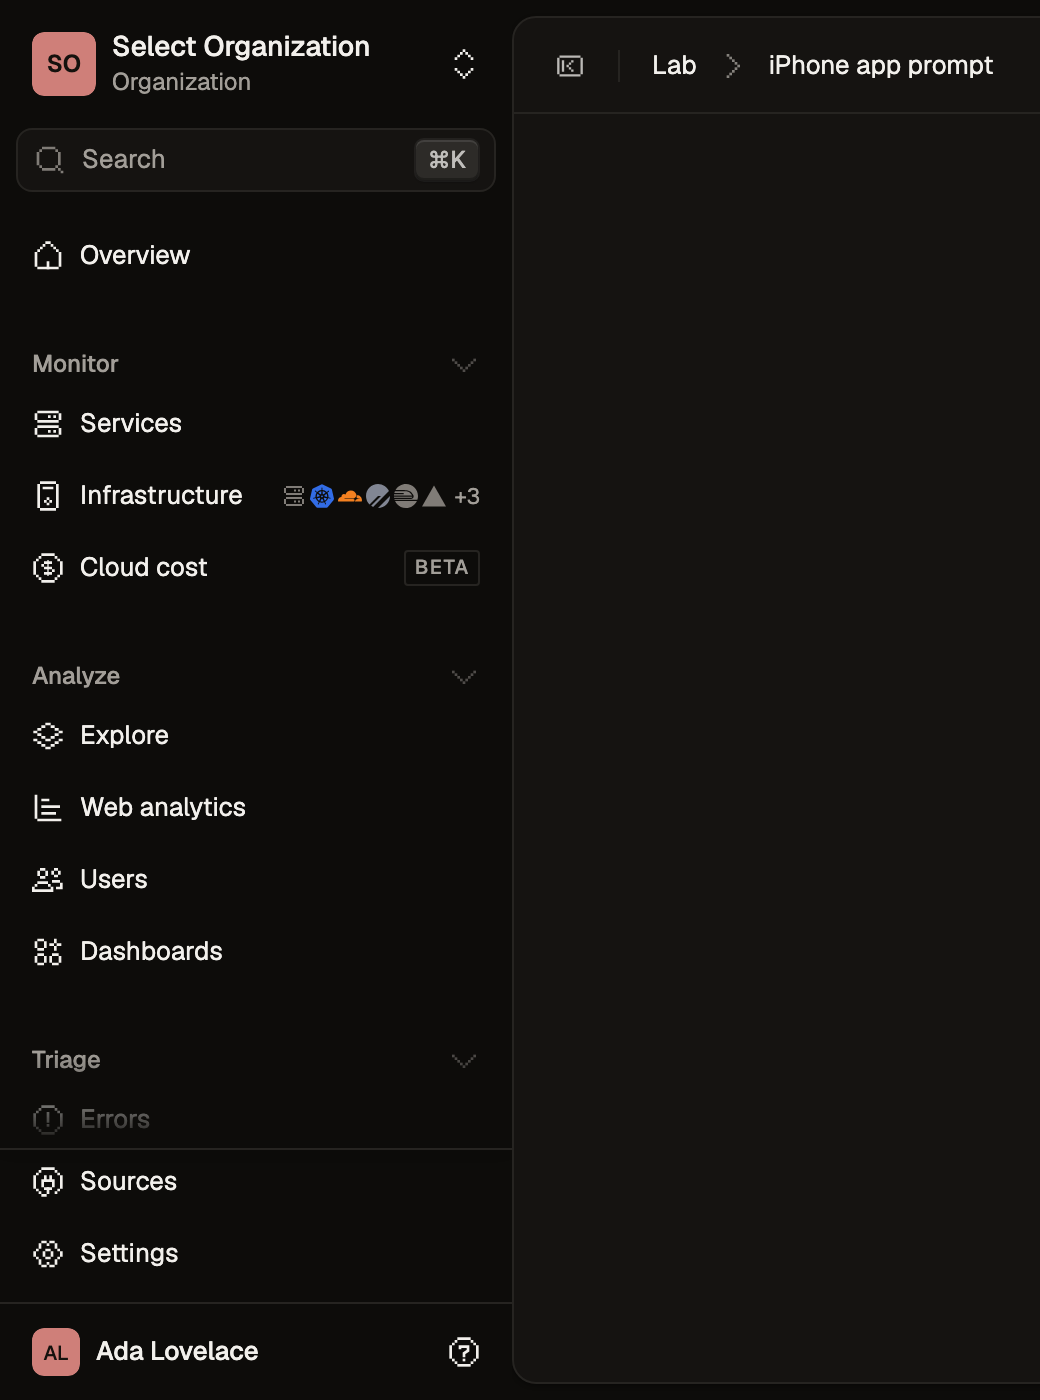 SO
Select Organization
Organization
Search
⌘K
Overview
Monitor
Services
Infrastructure +3
Cloud cost
BETA
Analyze
Explore
Web analytics
Users
Dashboards
Triage
Errors
Sources
Settings
AL
Ada Lovelace
Lab
iPhone app prompt